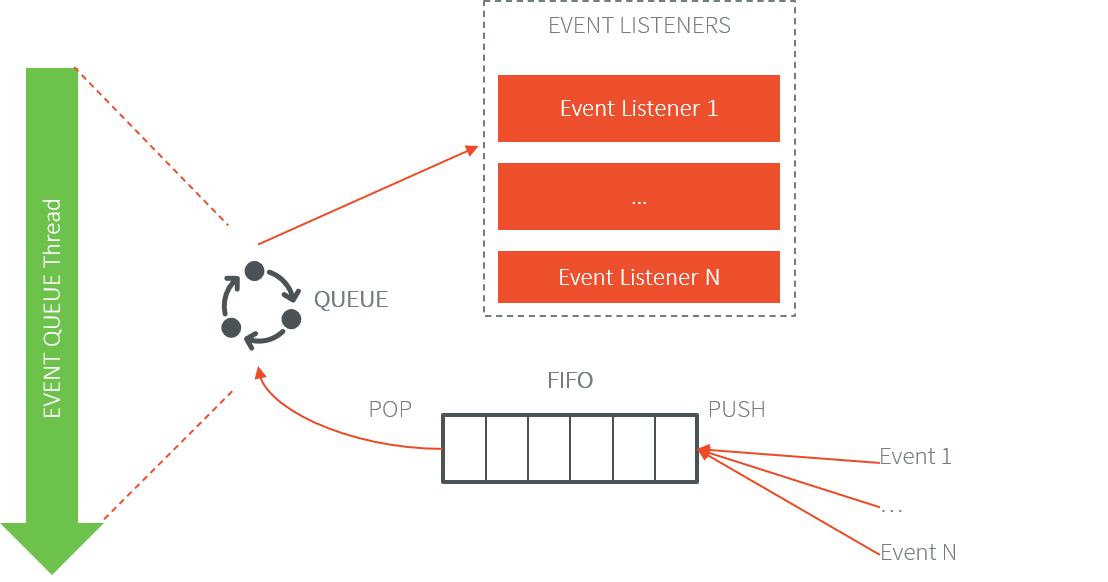 EVENT LISTENERS
Event Listener 1
...
Event Listener N
EVENT QUEUE Thread
QUEUE
FIFO
POP
PUSH
Event 1
...
Event N